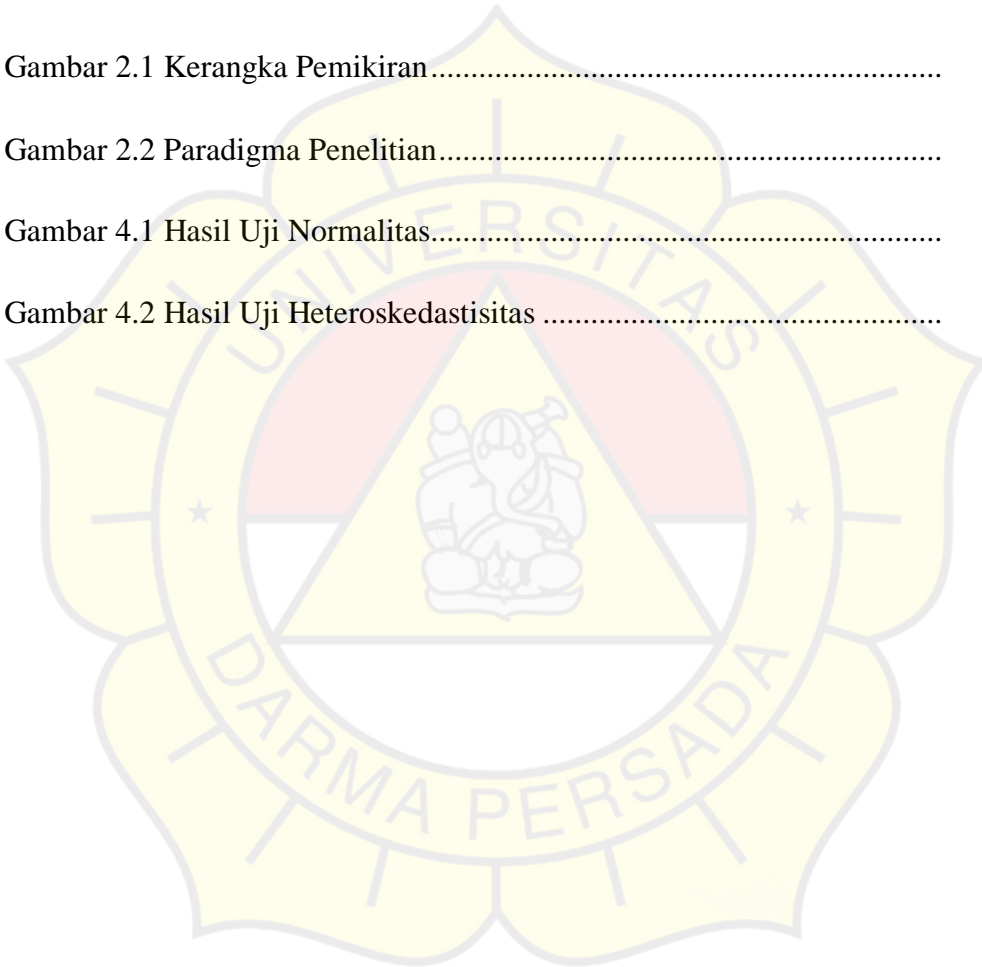 Gambar 2.1 Kerangka Pemikiran.................................................................
Gambar 2.2 Paradigma Penelitian................................................................
Gambar 4.1 Hasil Uji Normalitas.................................................................
Gambar 4.2 Hasil Uji Heteroskedastisitas ...................................................
UNIVERSITAS
DARMA PERSADA